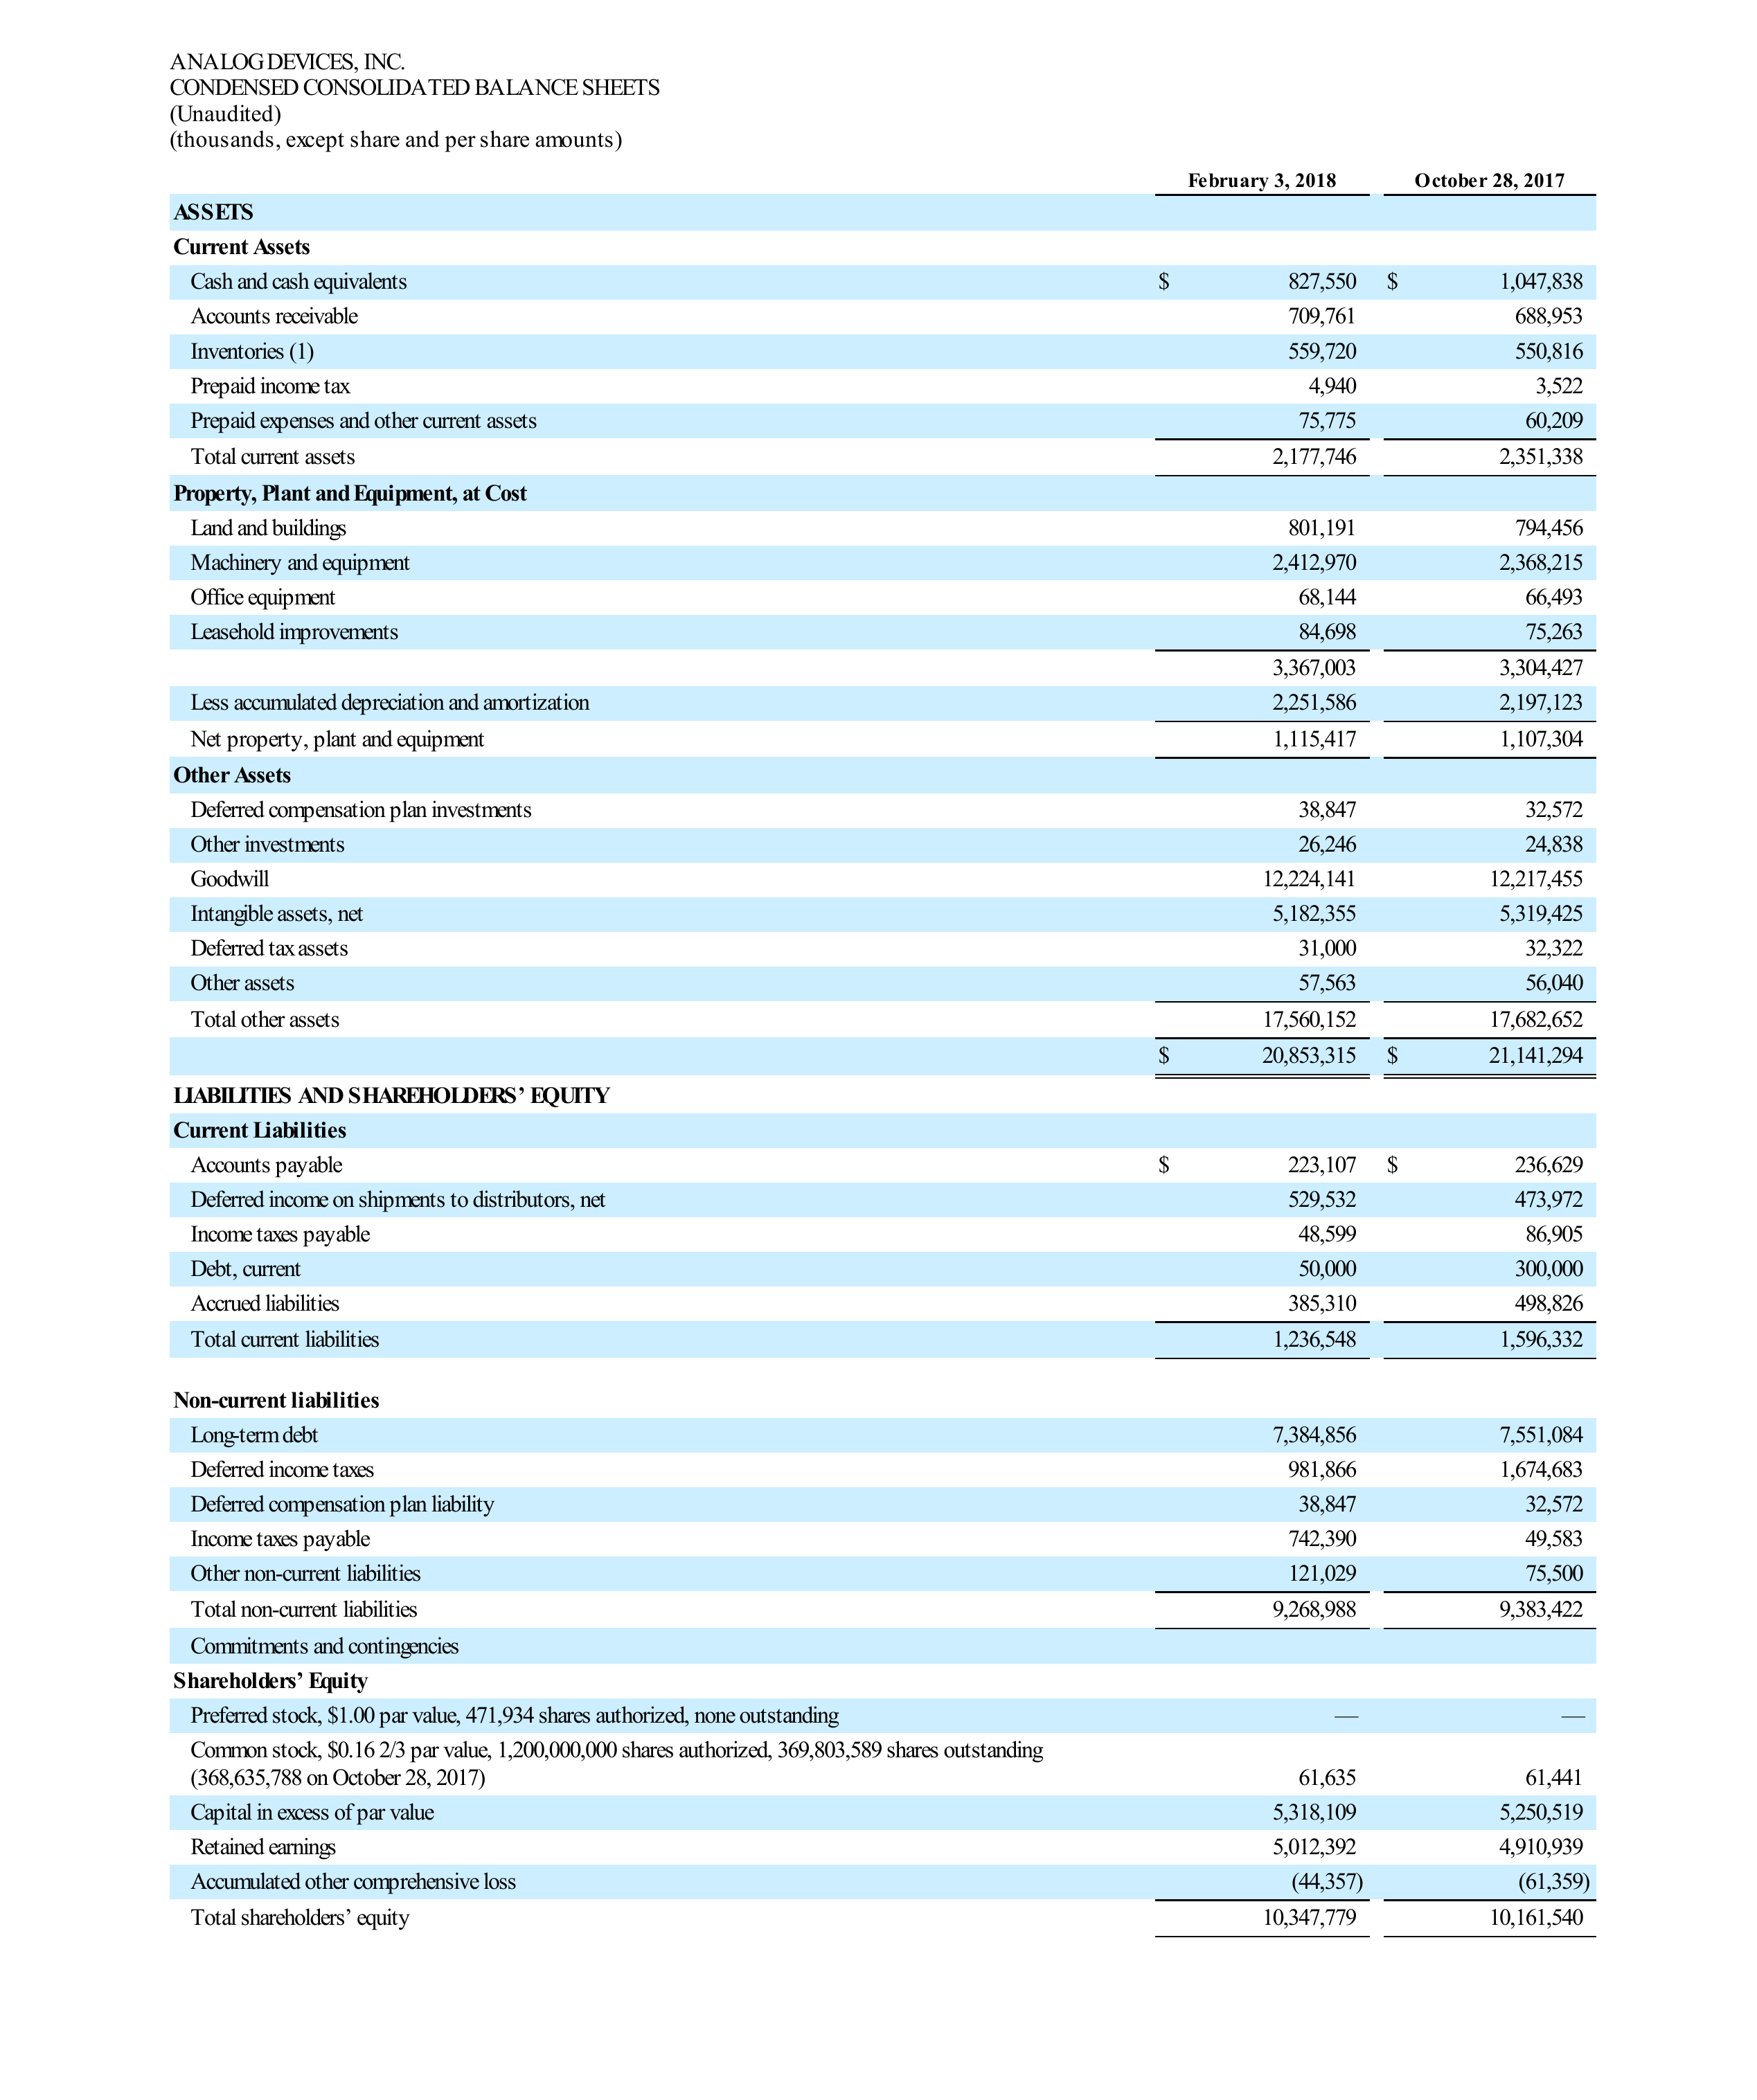 ANALOG DEVICES, INC.
CONDENSED CONSOLIDATED BALANCE SHEETS
(Unaudited)
(thousands, except share and per share amounts)
February 3, 2018 October 28, 2017
ASSETS
Current Assets
Cash and cash equivalents $ 827,550 $ 1,047,838
Accounts receivable 709,761 688,953
Inventories (1) 559,720 550,816
Prepaid income tax 4,940 3,522
Prepaid expenses and other current assets 75,775 60,209
Total current assets 2,177,746 2,351,338
Property, Plant and Equipment, at Cost
Land and buildings 801,191 794,456
Machinery and equipment 2,412,970 2,368,215
Office equipment 68,144 66,493
Leasehold improvements 84,698 75,263
3,367,003 3,304,427
Less accumulated depreciation and amortization 2,251,586 2,197,123
Net property, plant and equipment 1,115,417 1,107,304
Other Assets
Deferred compensation plan investments 38,847 32,572
Other investments 26,246 24,838
Goodwill 12,224,141 12,217,455
Intangible assets, net 5,182,355 5,319,425
Deferred tax assets 31,000 32,322
Other assets 57,563 56,040
Total other assets 17,560,152 17,682,652
$ 20,853,315 $ 21,141,294
LIABILITIES AND SHAREHOLDERS’ EQUITY
Current Liabilities
Accounts payable $ 223,107 $ 236,629
Deferred income on shipments to distributors, net 529,532 473,972
Income taxes payable 48,599 86,905
Debt, current 50,000 300,000
Accrued liabilities 385,310 498,826
Total current liabilities 1,236,548 1,596,332
Non-current liabilities
Long-term debt 7,384,856 7,551,084
Deferred income taxes 981,866 1,674,683
Deferred compensation plan liability 38,847 32,572
Income taxes payable 742,390 49,583
Other non-current liabilities 121,029 75,500
Total non-current liabilities 9,268,988 9,383,422
Commitments and contingencies
Shareholders’ Equity
Preferred stock, $1.00 par value, 471,934 shares authorized, none outstanding — —
Common stock, $0.16 2/3 par value, 1,200,000,000 shares authorized, 369,803,589 shares outstanding
(368,635,788 on October 28, 2017) 61,635 61,441
Capital in excess of par value 5,318,109 5,250,519
Retained earnings 5,012,392 4,910,939
Accumulated other comprehensive loss (44,357) (61,359)
Total shareholders’ equity 10,347,779 10,161,540